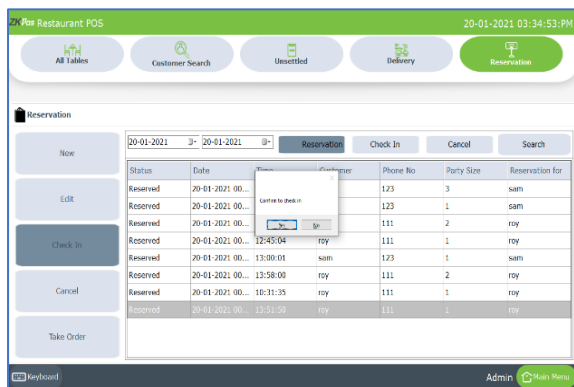 ZKPos Restaurant POS 20-01-2021 03:34:53:PM
All Tables Customer Search Unsettled Delivery Reservation
Reservation
20-01-2021 20-01-2021 Reservation Check In Cancel Search
New
Edit
Check In
Cancel
Take Order
Status Date Time Customer Phone No Party Size Reservation for
Reserved 20-01-2021 00... 123 3 sam
Reserved 20-01-2021 00... 123 1 sam
Reserved 20-01-2021 00... 111 2 roy
Reserved 20-01-2021 00... 12:45:04 roy 111 1 roy
Reserved 20-01-2021 00... 13:00:01 sam 123 1 sam
Reserved 20-01-2021 00... 13:58:00 roy 111 2 roy
Reserved 20-01-2021 00... 10:31:35 roy 111 1 roy
Reserved 20-01-2021 00... 13:51:50 roy 111 1 roy
Confirm to check in
Keyboard Admin Main Menu